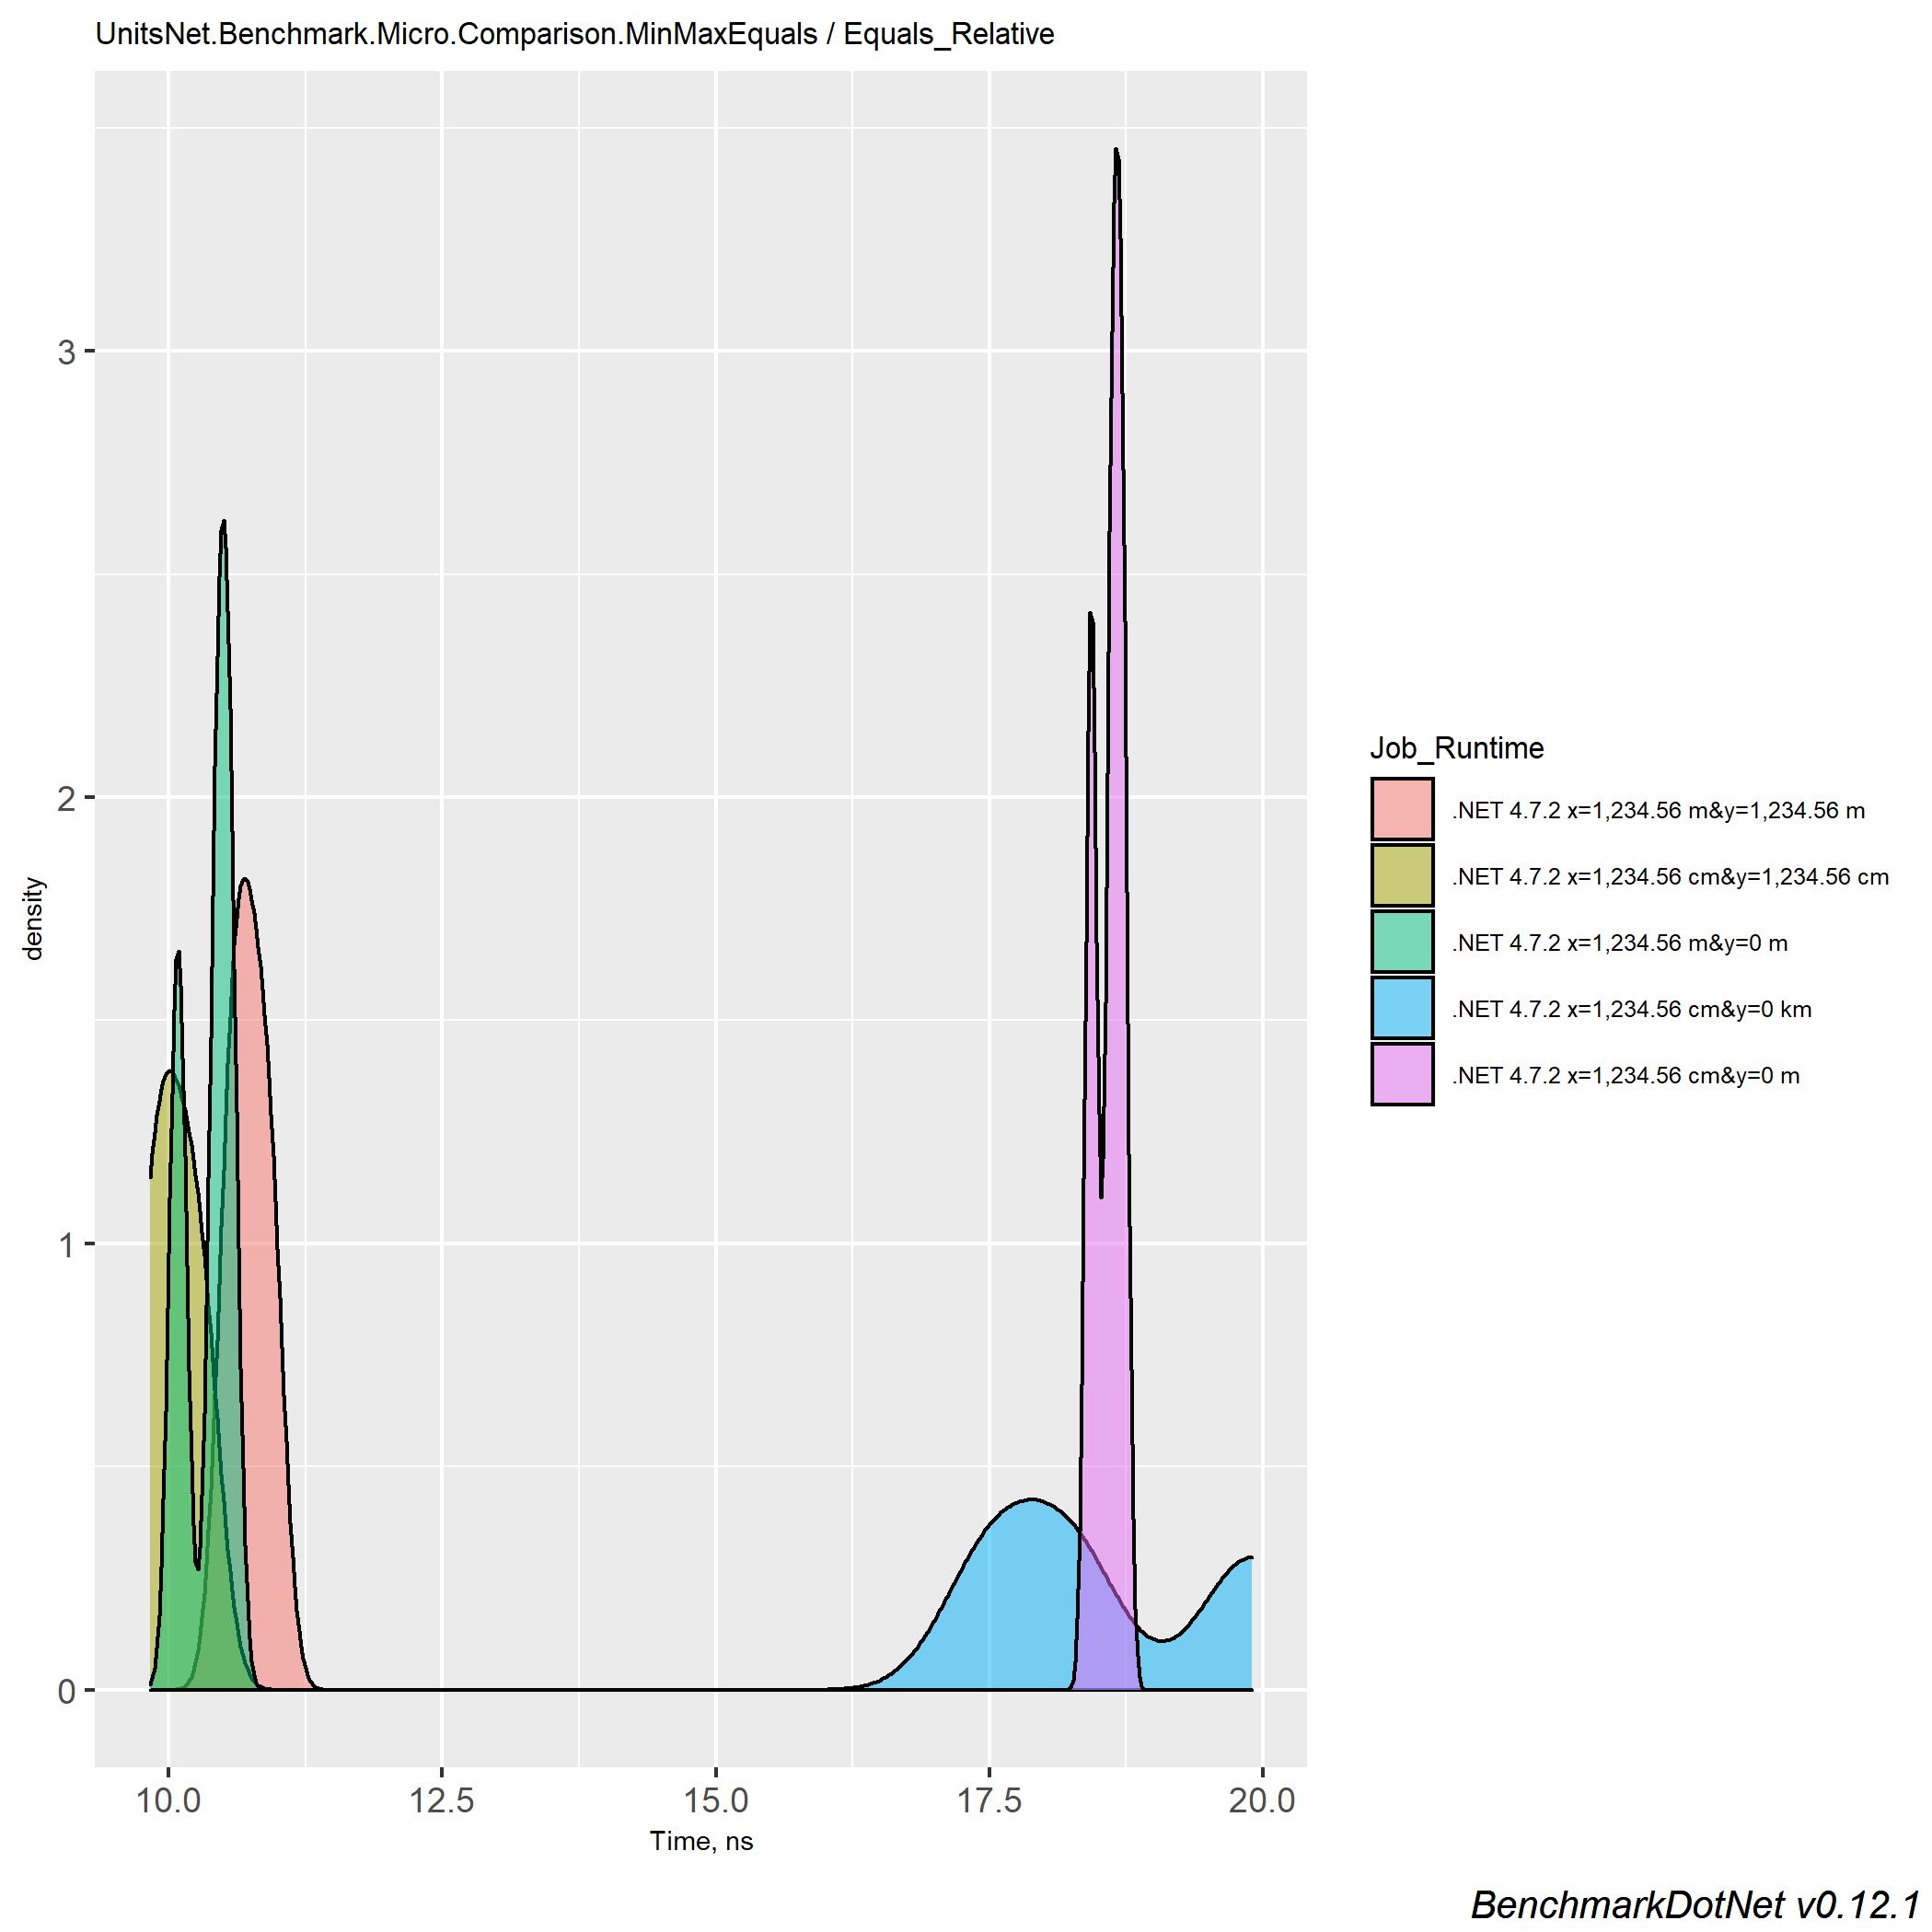 UnitsNet.Benchmark.Micro.Comparison.MinMaxEquals / Equals_Relative
3
2
1
0
density
10.0 12.5 15.0 17.5 20.0
Time, ns
Job_Runtime
.NET 4.7.2 x=1,234.56 m&y=1,234.56 m
.NET 4.7.2 x=1,234.56 cm&y=1,234.56 cm
.NET 4.7.2 x=1,234.56 m&y=0 m
.NET 4.7.2 x=1,234.56 cm&y=0 km
.NET 4.7.2 x=1,234.56 cm&y=0 m
BenchmarkDotNet v0.12.1